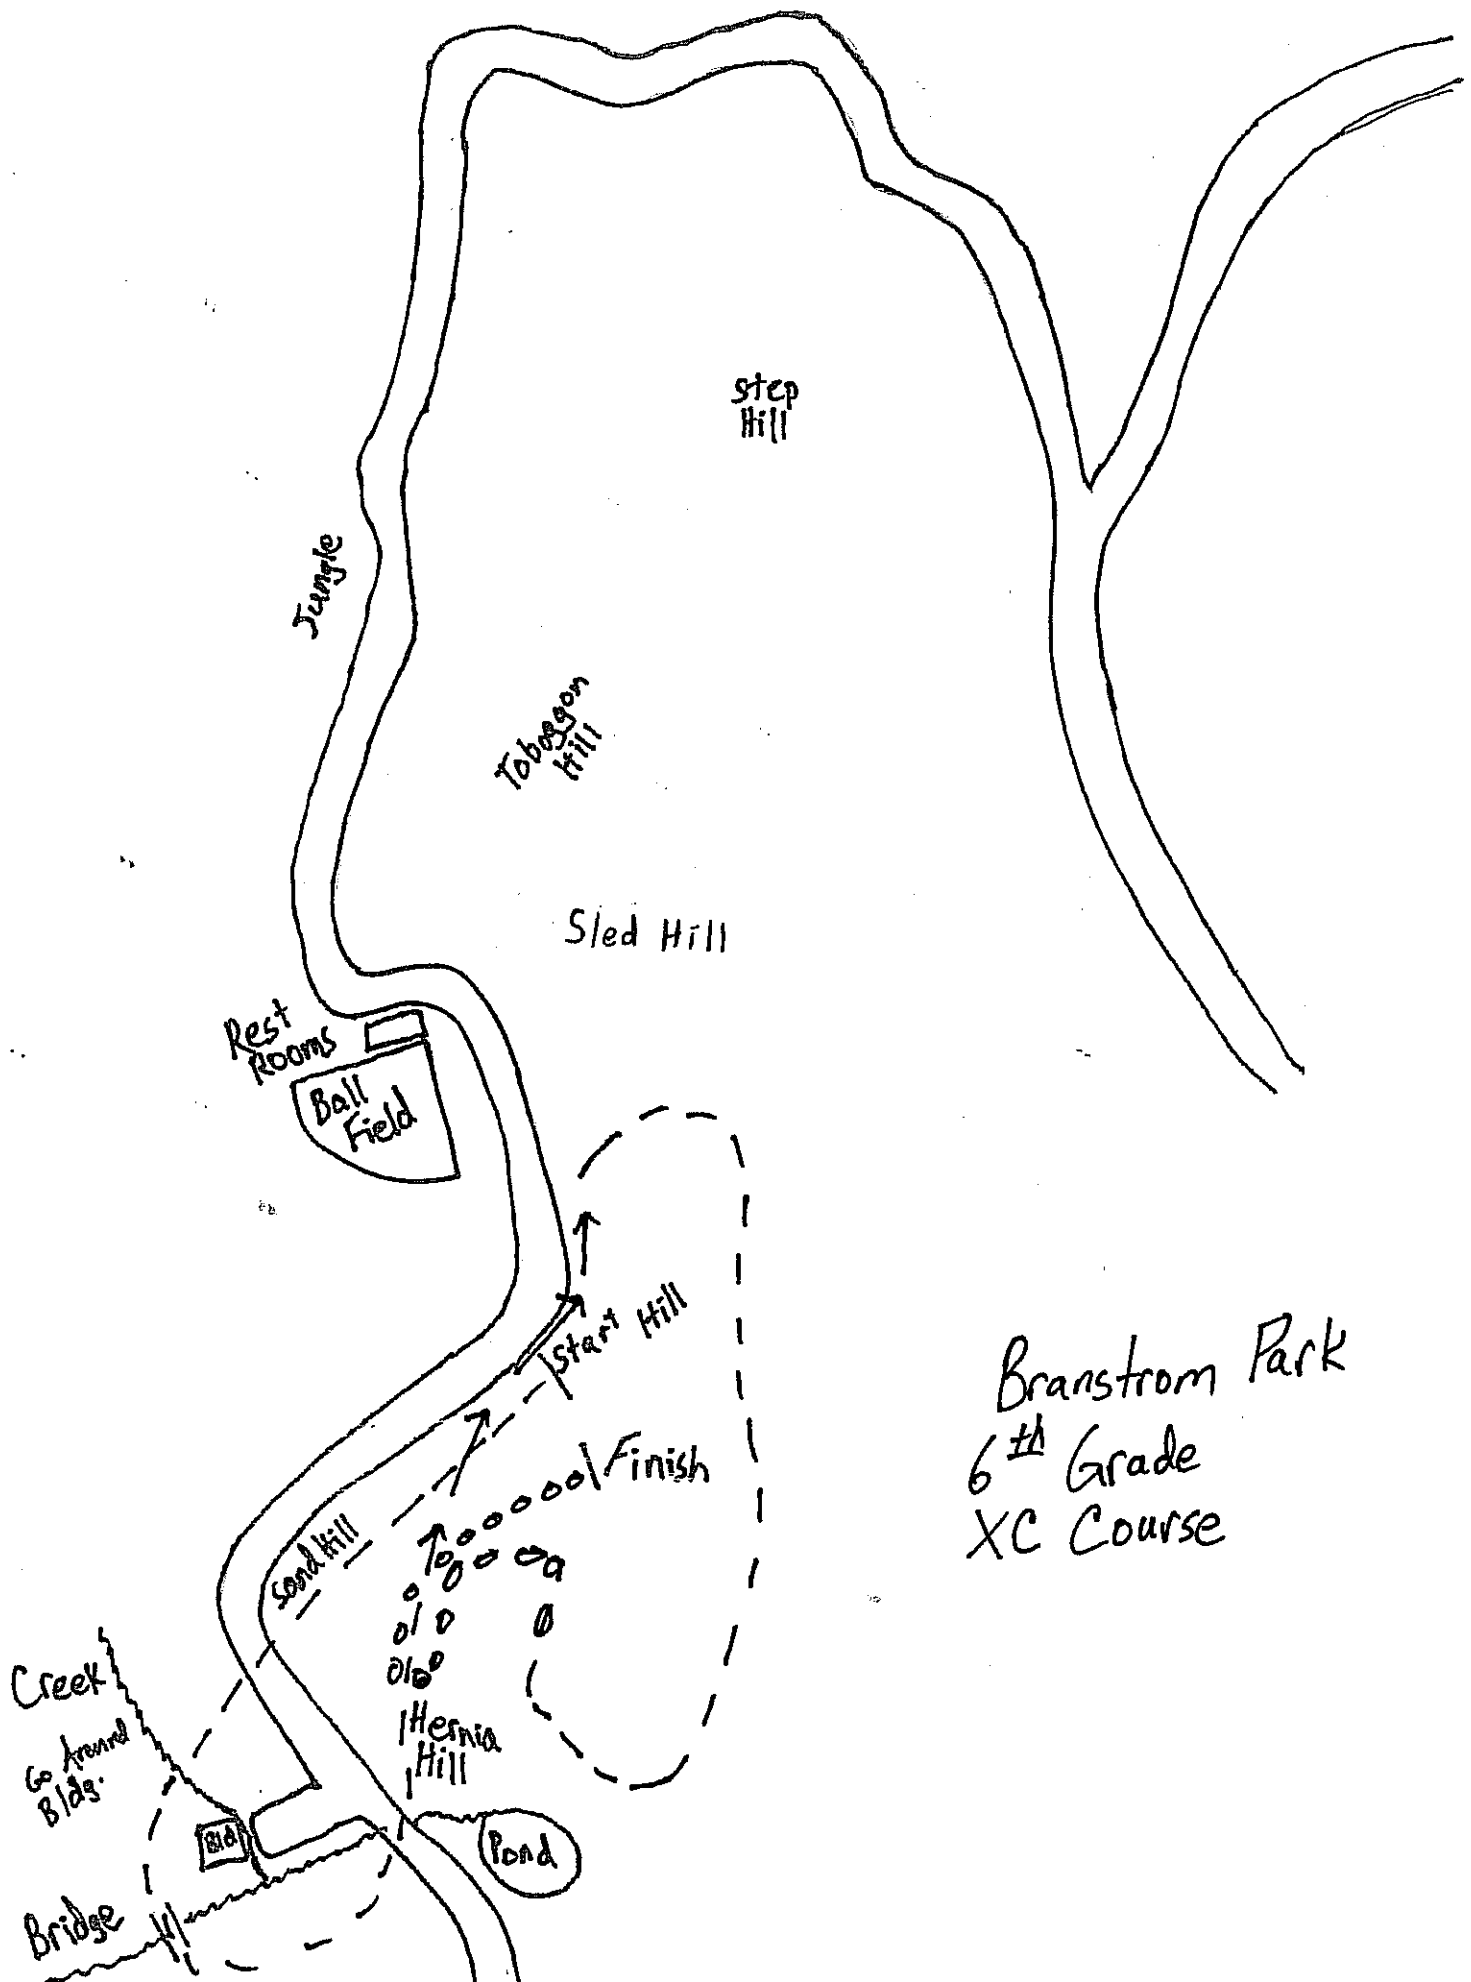 Step
Hill
Jungle
Toboggon
Hill
Sled Hill
Rest
Rooms
Ball
Field
Start Hill
Finish
Branstrom Park
6th Grade
XC Course
Sand Hill
Creek
Go Around
Bldg.
Hernia
Hill
Bld
Pond
Bridge